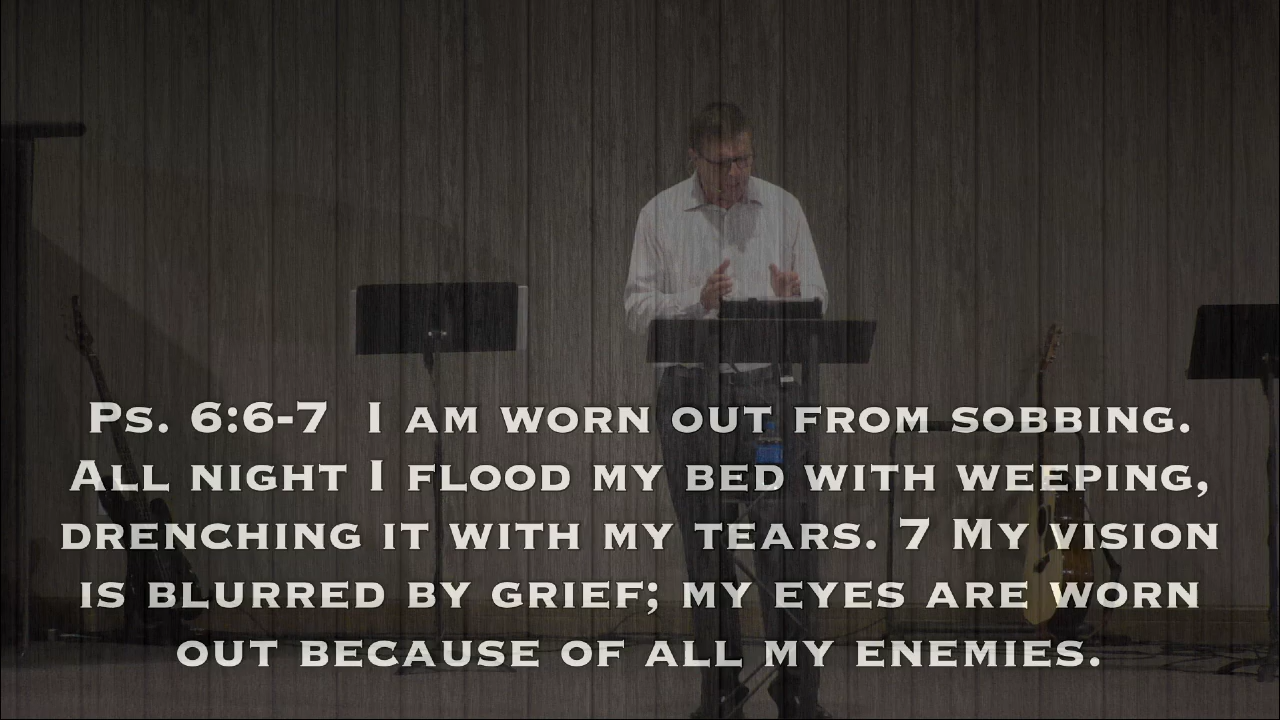 Ps. 6:6-7  I am worn out from sobbing.
All night I flood my bed with weeping,
drenching it with my tears. 7 My vision
is blurred by grief; my eyes are worn
out because of all my enemies.